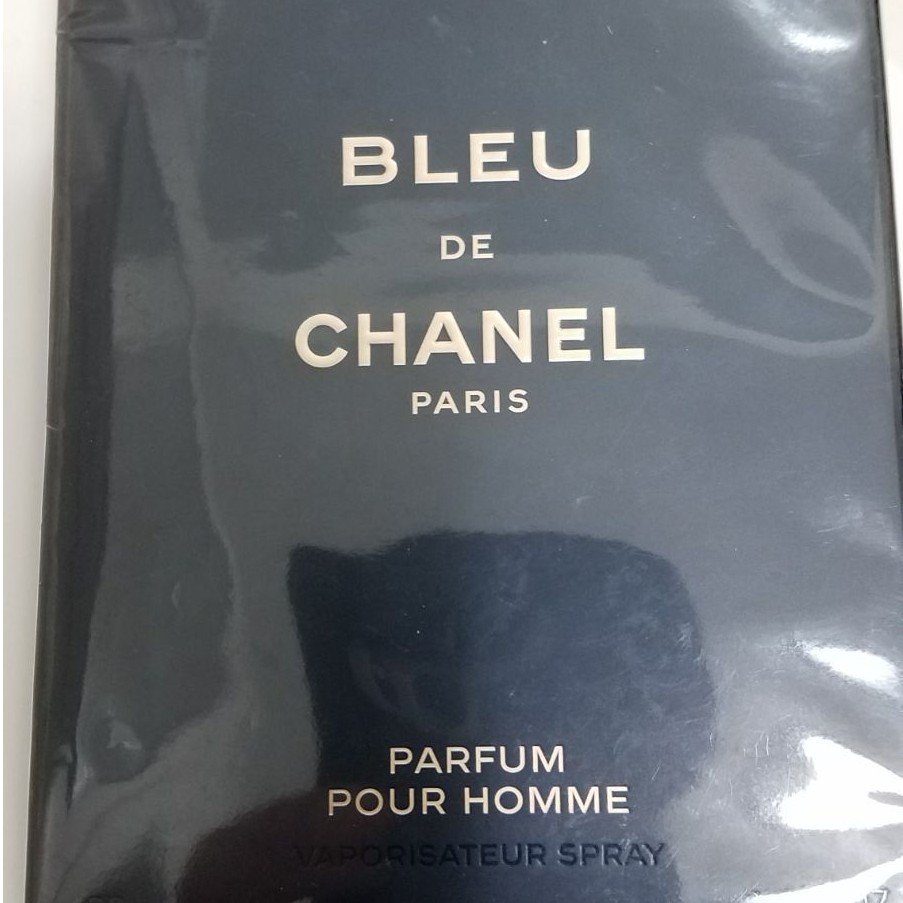 BLEU
DE
CHANEL
PARIS
PARFUM
POUR HOMME
VAPORISATEUR SPRAY